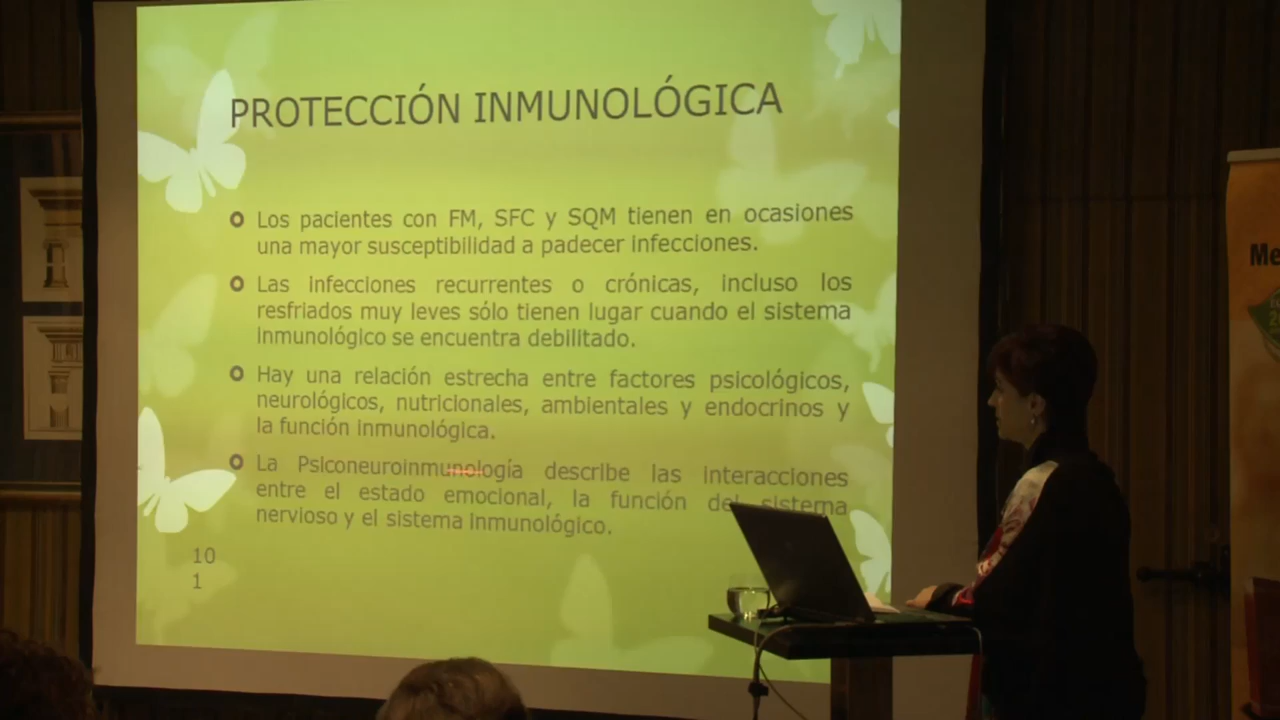 PROTECCIÓN INMUNOLÓGICA
Los pacientes con FM, SFC y SQM tienen en ocasiones
una mayor susceptibilidad a padecer infecciones.
Las infecciones recurrentes o crónicas, incluso los
resfriados muy leves sólo tienen lugar cuando el sistema
inmunológico se encuentra debilitado.
Hay una relación estrecha entre factores psicológicos,
neurológicos, nutricionales, ambientales y endocrinos y
la función inmunológica.
La Psiconeuroinmunología describe las interacciones
entre el estado emocional, la función del sistema
nervioso y el sistema inmunológico.
10
1
Me